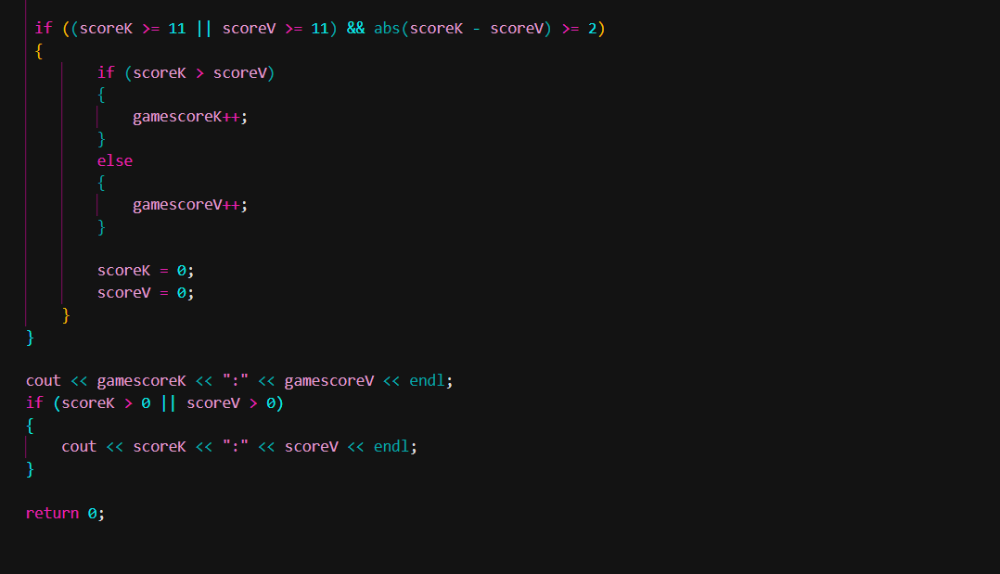 if ((scoreK >= 11 || scoreV >= 11) && abs(scoreK - scoreV) >= 2)
{
if (scoreK > scoreV)
{
gamescoreK++;
}
else
{
gamescoreV++;
}
scoreK = 0;
scoreV = 0;
}
}
cout << gamescoreK << ":" << gamescoreV << endl;
if (scoreK > 0 || scoreV > 0)
{
cout << scoreK << ":" << scoreV << endl;
}
return 0;